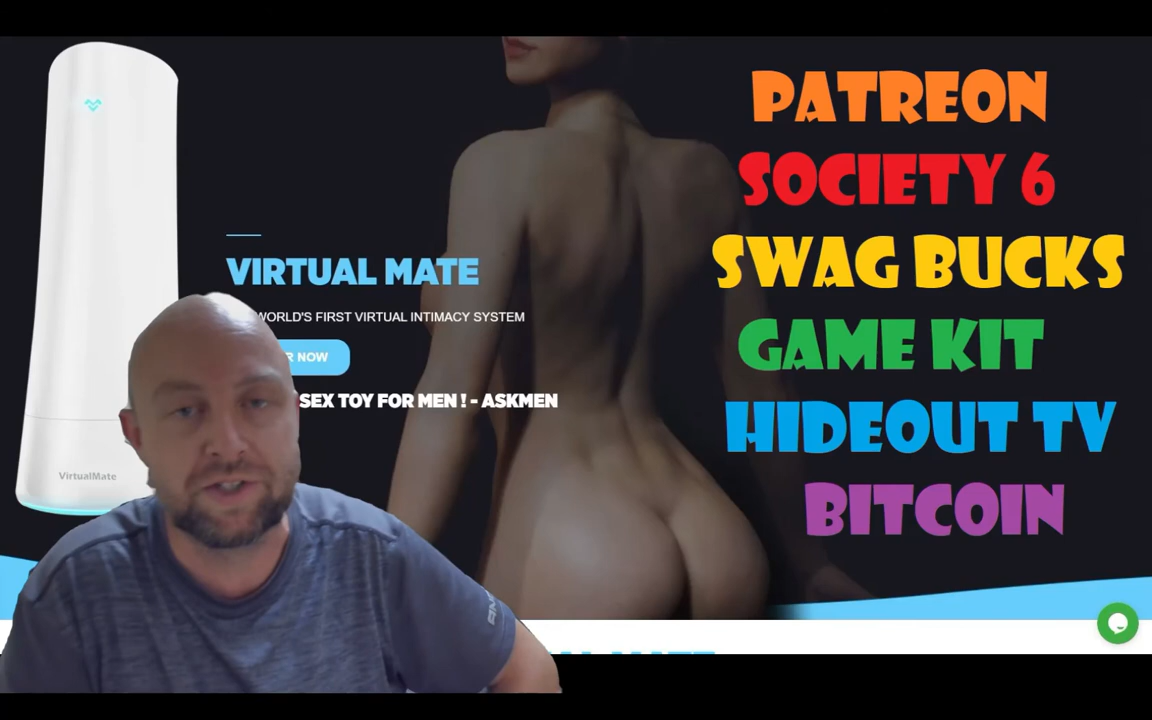 PATREON
SOCIETY 6
SWAG BUCKS
GAME KIT
HIDEOUT TV
BITCOIN
VIRTUAL MATE
WORLD'S FIRST VIRTUAL INTIMACY SYSTEM
NOW
SEX TOY FOR MEN ! - ASKMEN
VirtualMate